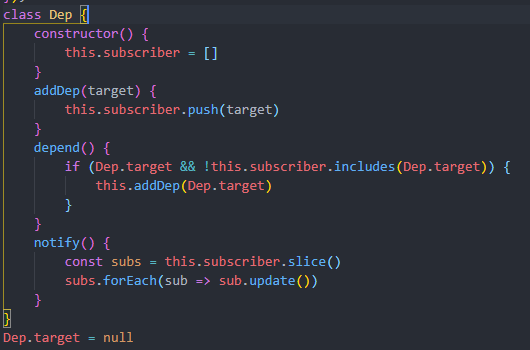 class Dep {
    constructor() {
        this.subscriber = []
    }
    addDep(target) {
        this.subscriber.push(target)
    }
    depend() {
        if (Dep.target && !this.subscriber.includes(Dep.target)) {
            this.addDep(Dep.target)
        }
    }
    notify() {
        const subs = this.subscriber.slice()
        subs.forEach(sub => sub.update())
    }
}
Dep.target = null